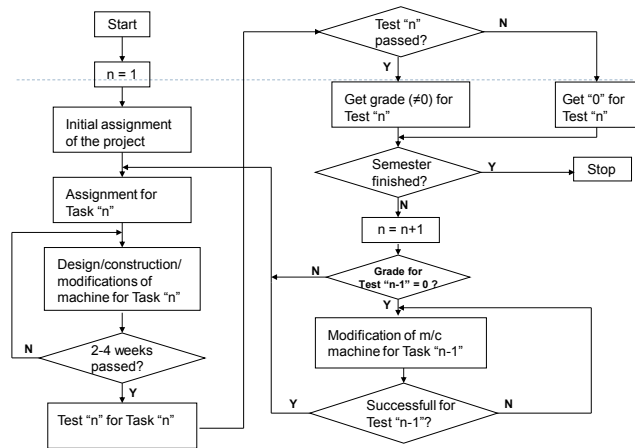 Start
n = 1
Initial assignment
of the project
Assignment for
Task “n”
Design/construction/
modifications of
machine for Task “n”
N
2-4 weeks
passed?
Y
Test “n” for Task “n”
Test “n”
passed?
N
Y
Get grade (≠0) for
Test “n”
Get “0” for
Test “n”
Semester
finished?
Y
Stop
N
n = n+1
N
Grade for
Test “n-1” = 0 ?
Y
Modification of m/c
machine for Task “n-1”
Y
Successfull for
Test “n-1”?
N